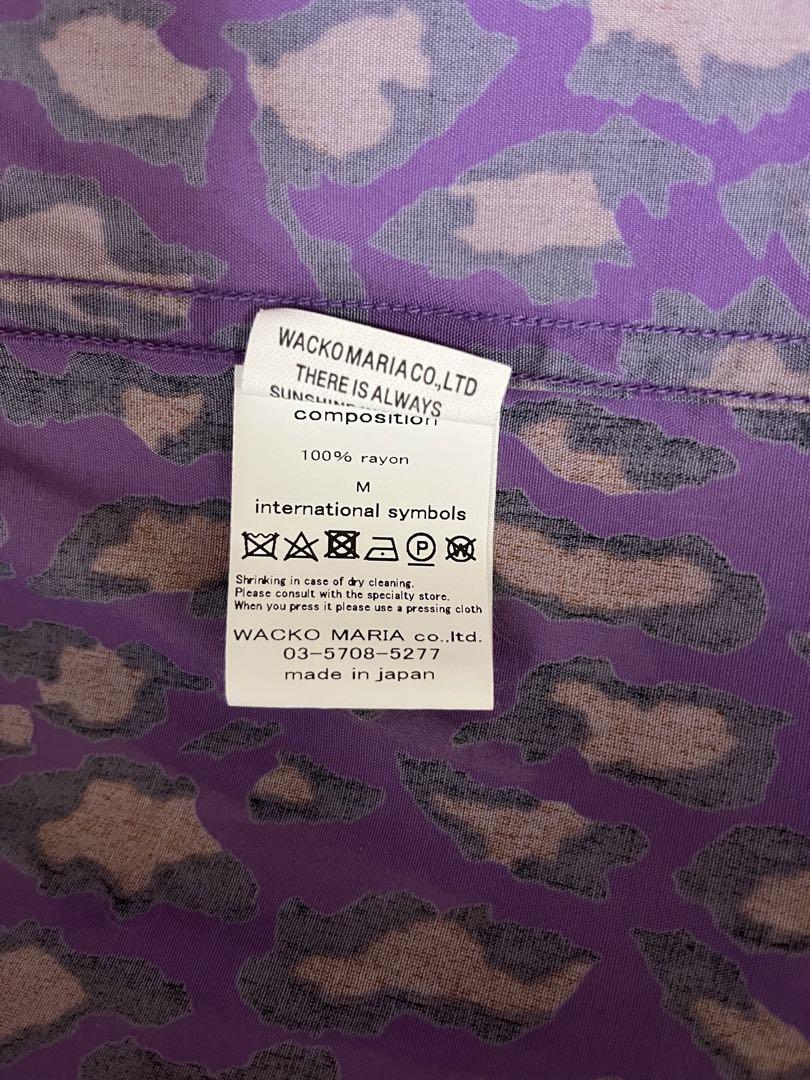 WACKOMARIA CO.,LTD
THERE IS ALWAYS
SUNSHINE
composition
100% rayon
M
international symbols
P W
Shrinking in case of dry cleaning.
Please consult with the specialty store.
When you press it please use a pressing cloth
WACKO MARIA co.,ltd.
03-5708-5277
made in japan